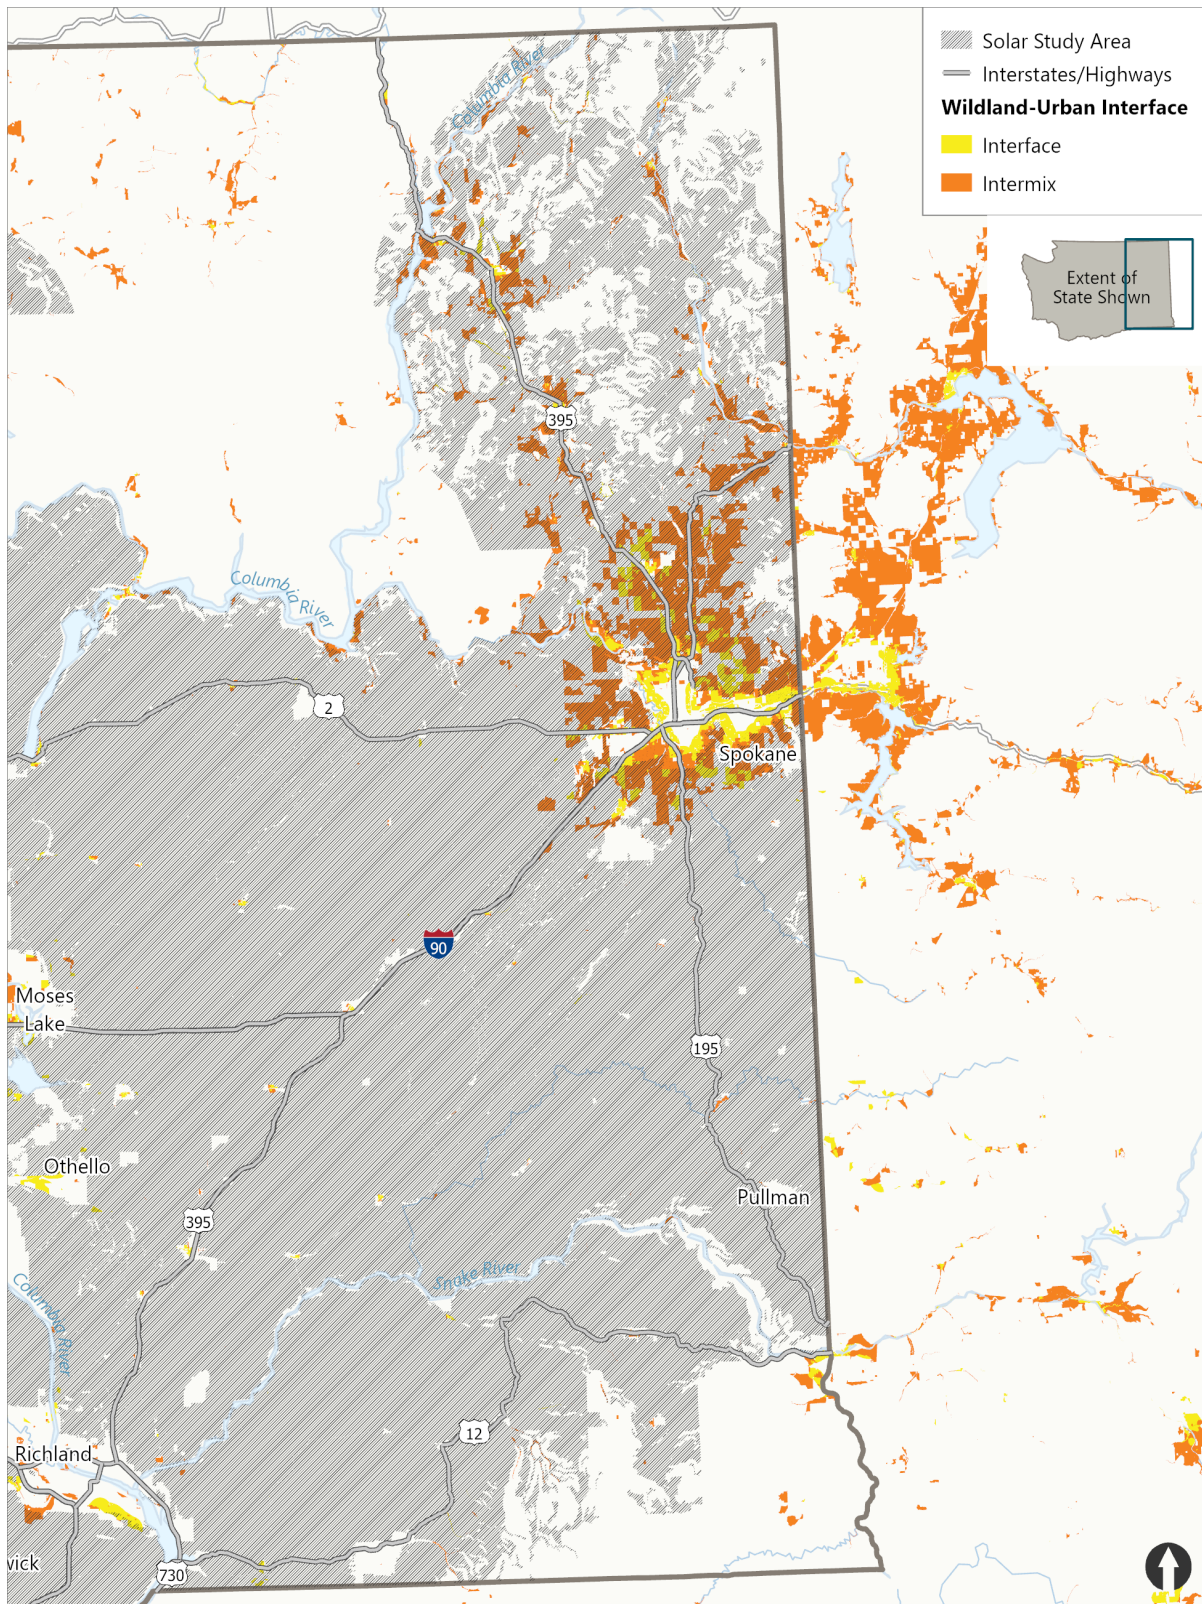 Solar Study Area
Interstates/Highways
Wildland-Urban Interface
Interface
Intermix
Extent of
State Shown
Columbia River
395
Columbia River
2
Spokane
90
Moses
Lake
195
Othello
Pullman
395
Snake River
Columbia River
12
Richland
wick
730